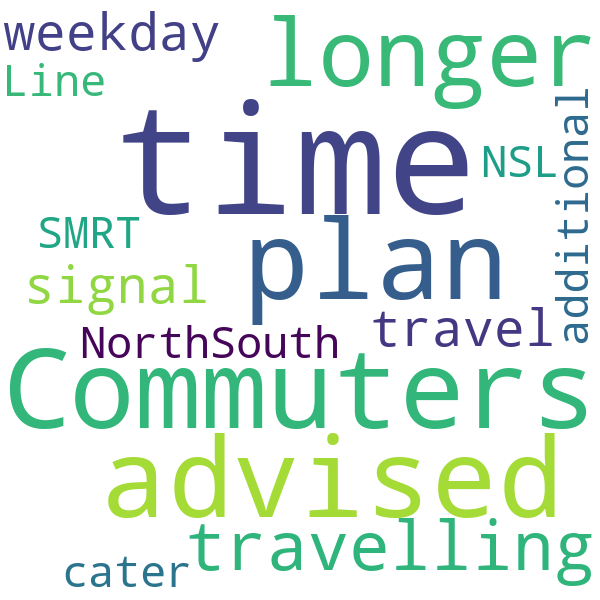 weekday
longer
Line
time
additional
NSL
SMRT
plan
signal
travel
NorthSouth
Commuters
advised
travelling
cater